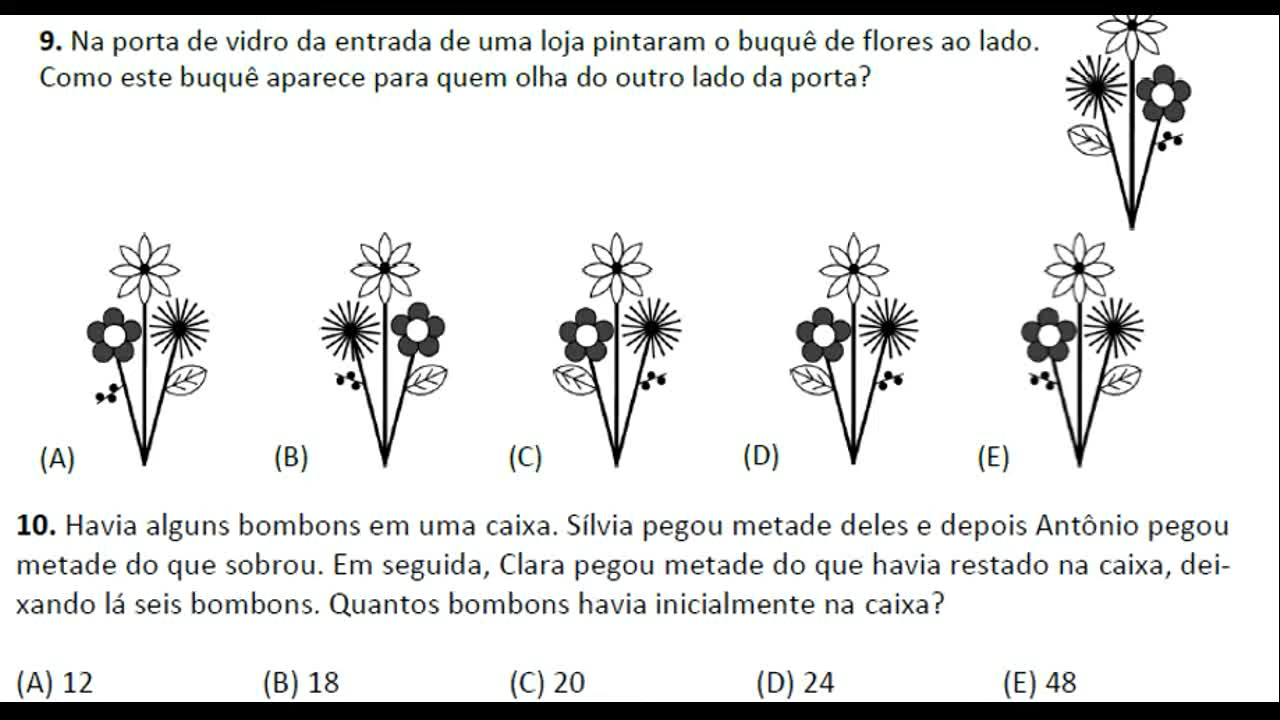 9. Na porta de vidro da entrada de uma loja pintaram o buquê de flores ao lado.
Como este buquê aparece para quem olha do outro lado da porta?
(A) (B) (C) (D) (E)
10. Havia alguns bombons em uma caixa. Sílvia pegou metade deles e depois Antônio pegou
metade do que sobrou. Em seguida, Clara pegou metade do que havia restado na caixa, dei-
xando lá seis bombons. Quantos bombons havia inicialmente na caixa?
(A) 12 (B) 18 (C) 20 (D) 24 (E) 48